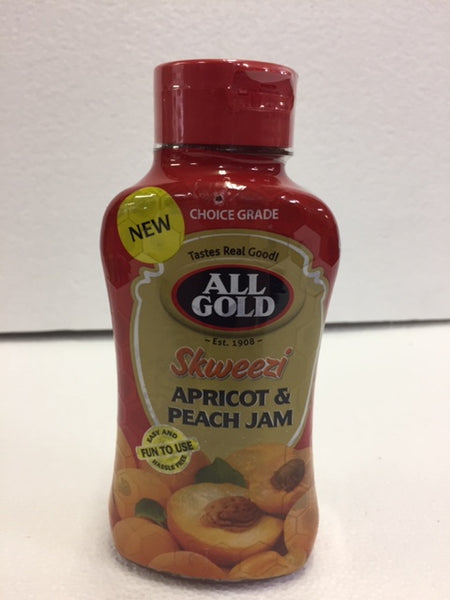 CHOICE GRADE
NEW
Tastes Real Good!
ALL
GOLD
- Est. 1908 -
Skweezi
APRICOT &
PEACH JAM
EASY AND
FUN TO USE
HASSLE FREE